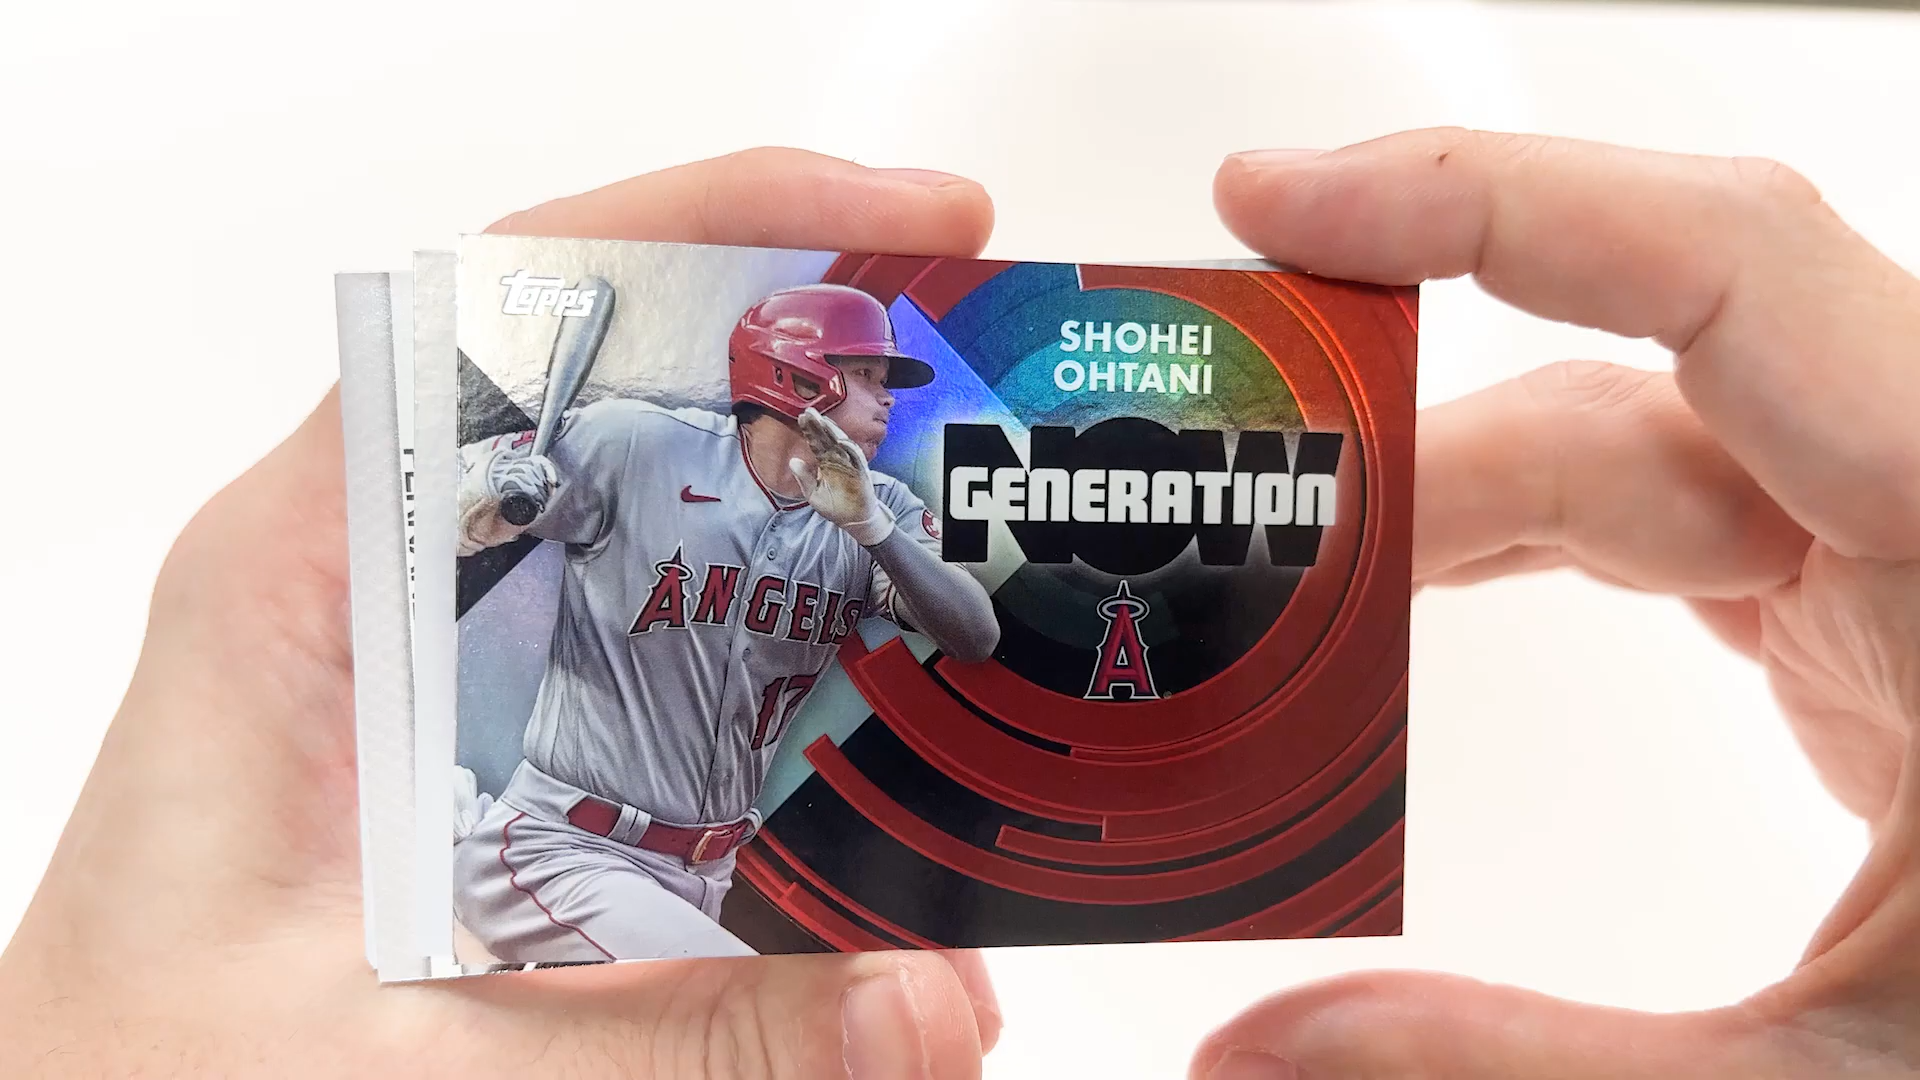 topps
SHOHEI
OHTANI
NOW
GENERATION
A
ANGELS
17